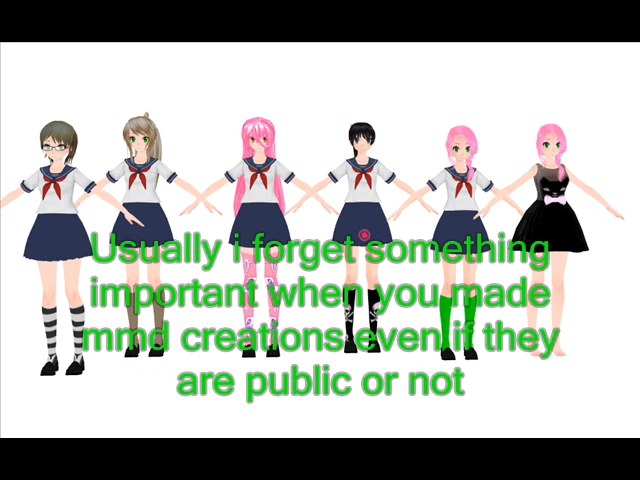 Usually i forget something
important when you made
mmd creations even if they
are public or not